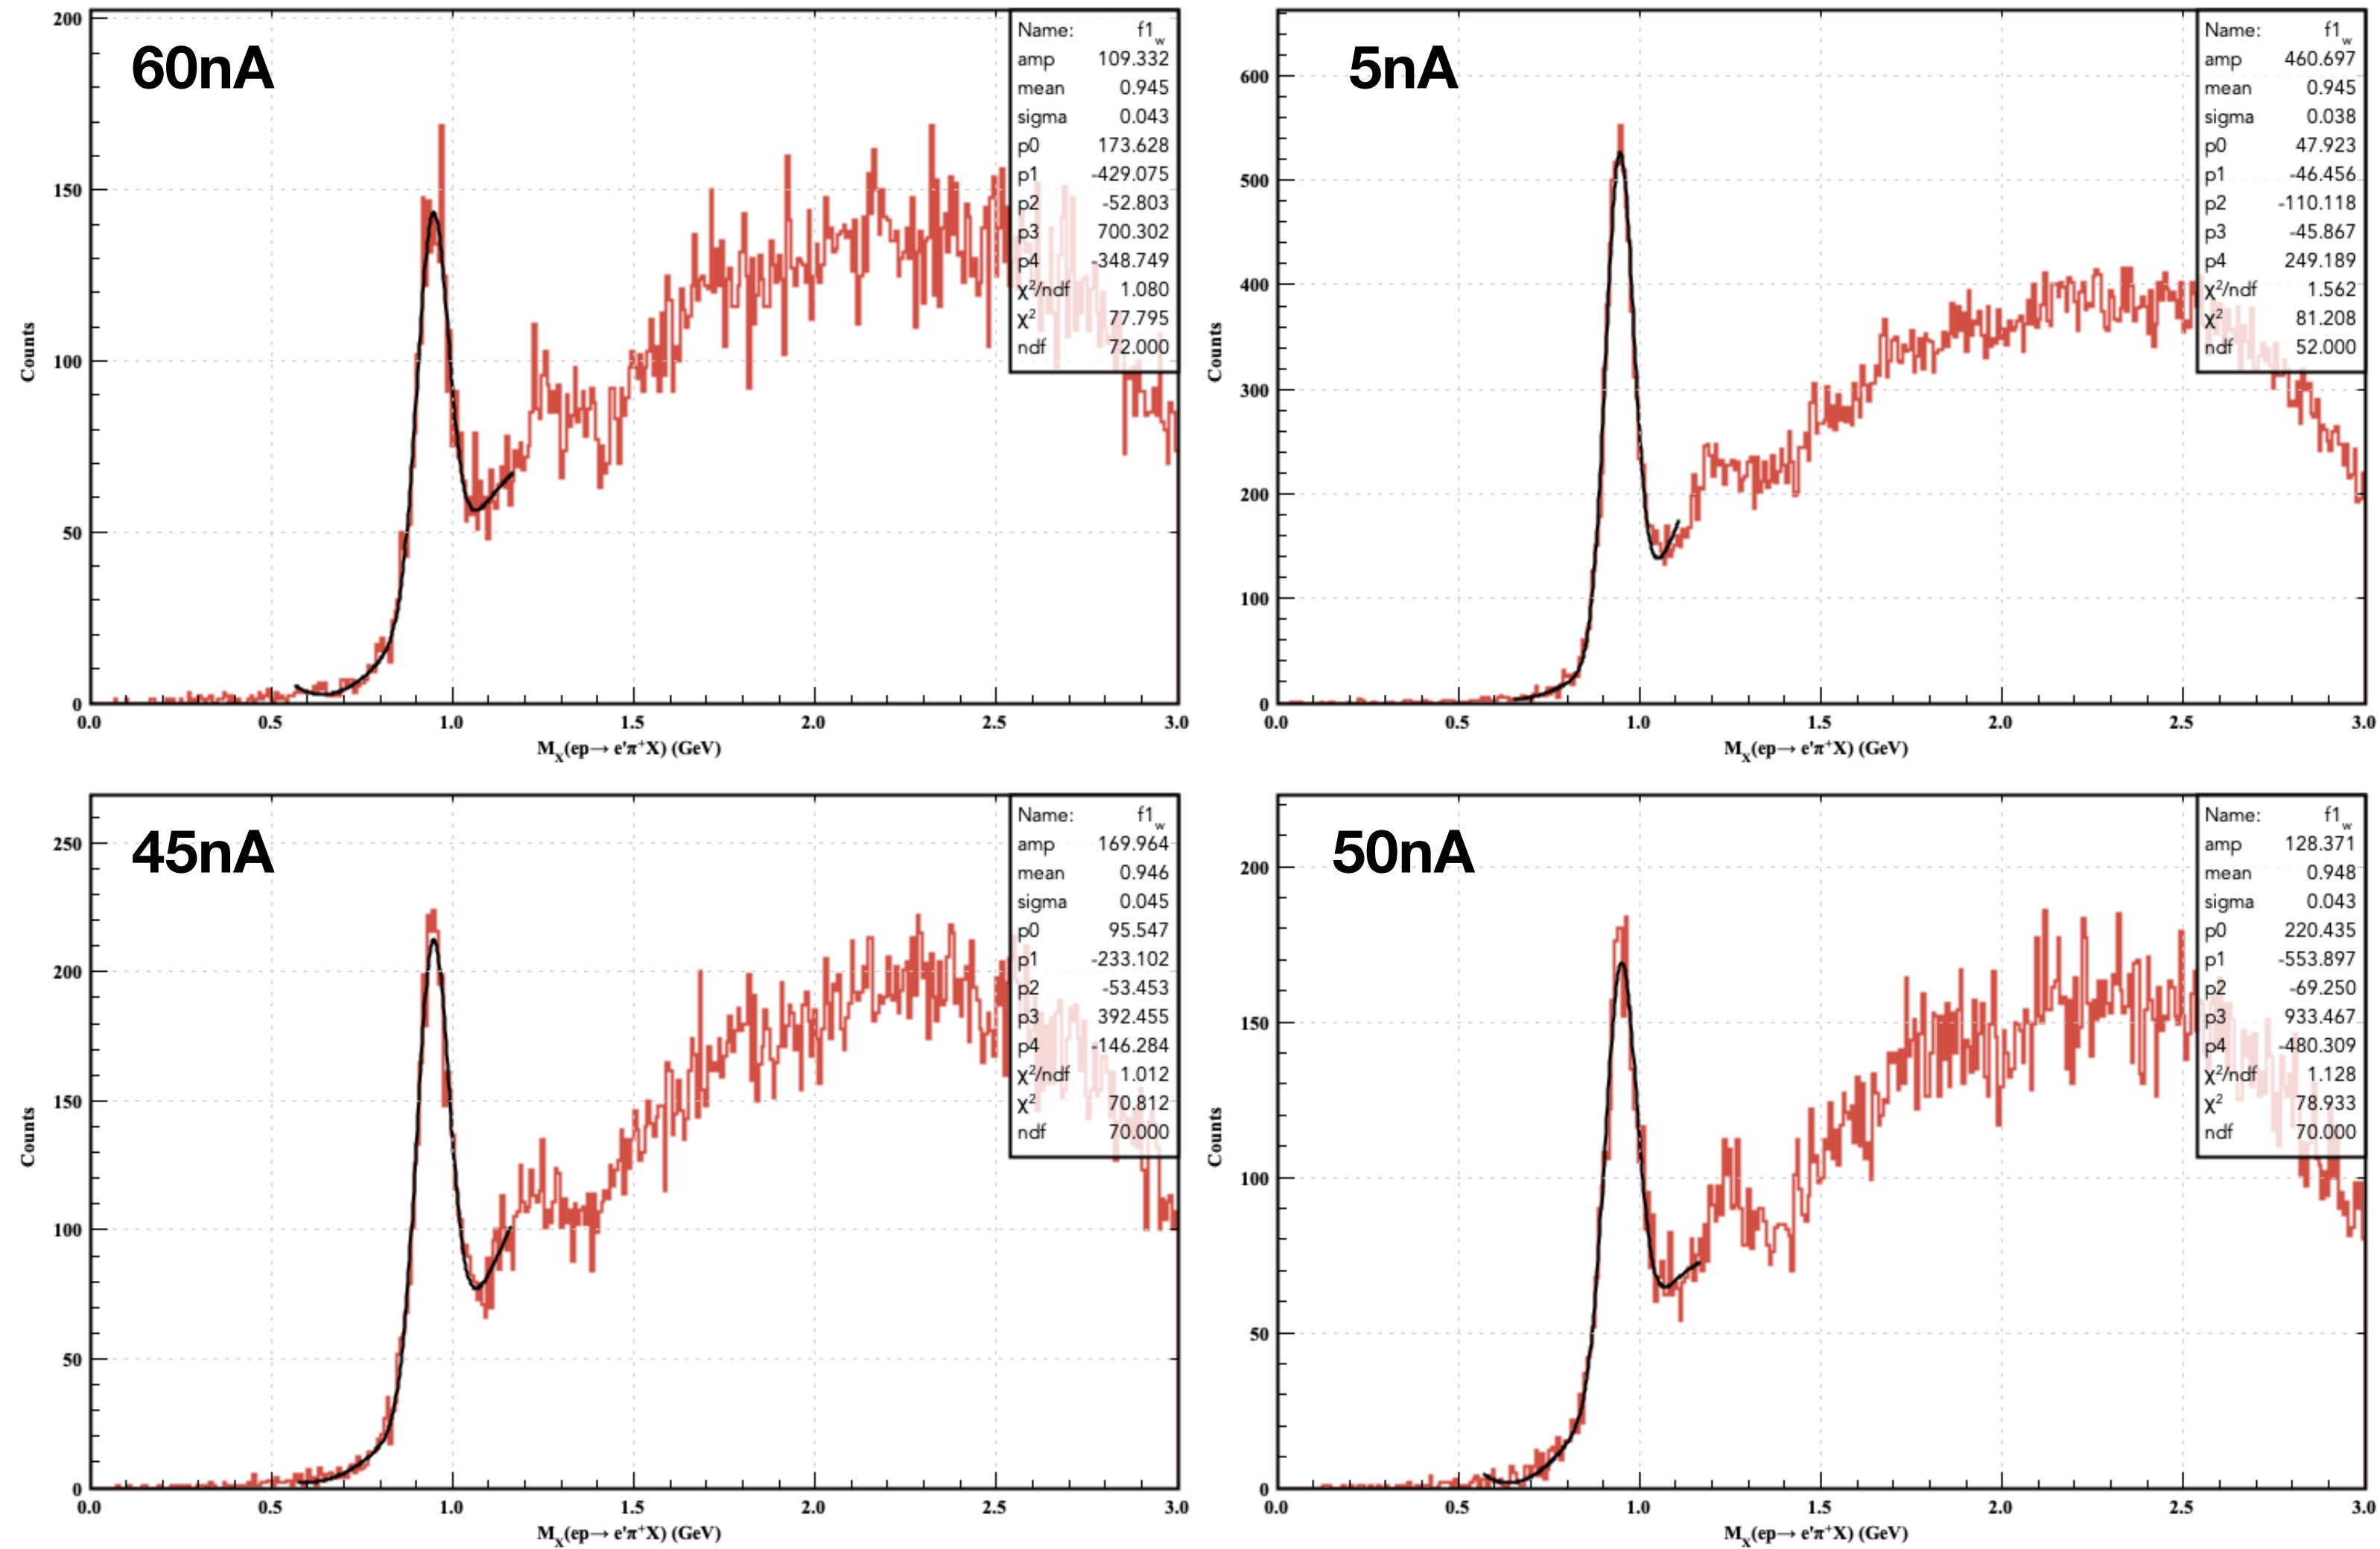 60nA
Name: f1w
amp 109.332
mean 0.945
sigma 0.043
p0 173.628
p1 -429.075
p2 -52.803
p3 700.302
p4 -348.749
χ²/ndf 1.080
χ² 77.795
ndf 72.000
200
150
100
50
0
Counts
0.0 0.5 1.0 1.5 2.0 2.5 3.0
MX(ep→ e'π⁺X) (GeV)
5nA
Name: f1w
amp 460.697
mean 0.945
sigma 0.038
p0 47.923
p1 -46.456
p2 -110.118
p3 -45.867
p4 249.189
χ²/ndf 1.562
χ² 81.208
ndf 52.000
600
500
400
300
200
100
0
Counts
0.0 0.5 1.0 1.5 2.0 2.5 3.0
MX(ep→ e'π⁺X) (GeV)
45nA
Name: f1w
amp 169.964
mean 0.946
sigma 0.045
p0 95.547
p1 -233.102
p2 -53.453
p3 392.455
p4 -146.284
χ²/ndf 1.012
χ² 70.812
ndf 70.000
250
200
150
100
50
0
Counts
0.0 0.5 1.0 1.5 2.0 2.5 3.0
MX(ep→ e'π⁺X) (GeV)
50nA
Name: f1w
amp 128.371
mean 0.948
sigma 0.043
p0 220.435
p1 -553.897
p2 -69.250
p3 933.467
p4 -480.309
χ²/ndf 1.128
χ² 78.933
ndf 70.000
200
150
100
50
0
Counts
0.0 0.5 1.0 1.5 2.0 2.5 3.0
MX(ep→ e'π⁺X) (GeV)